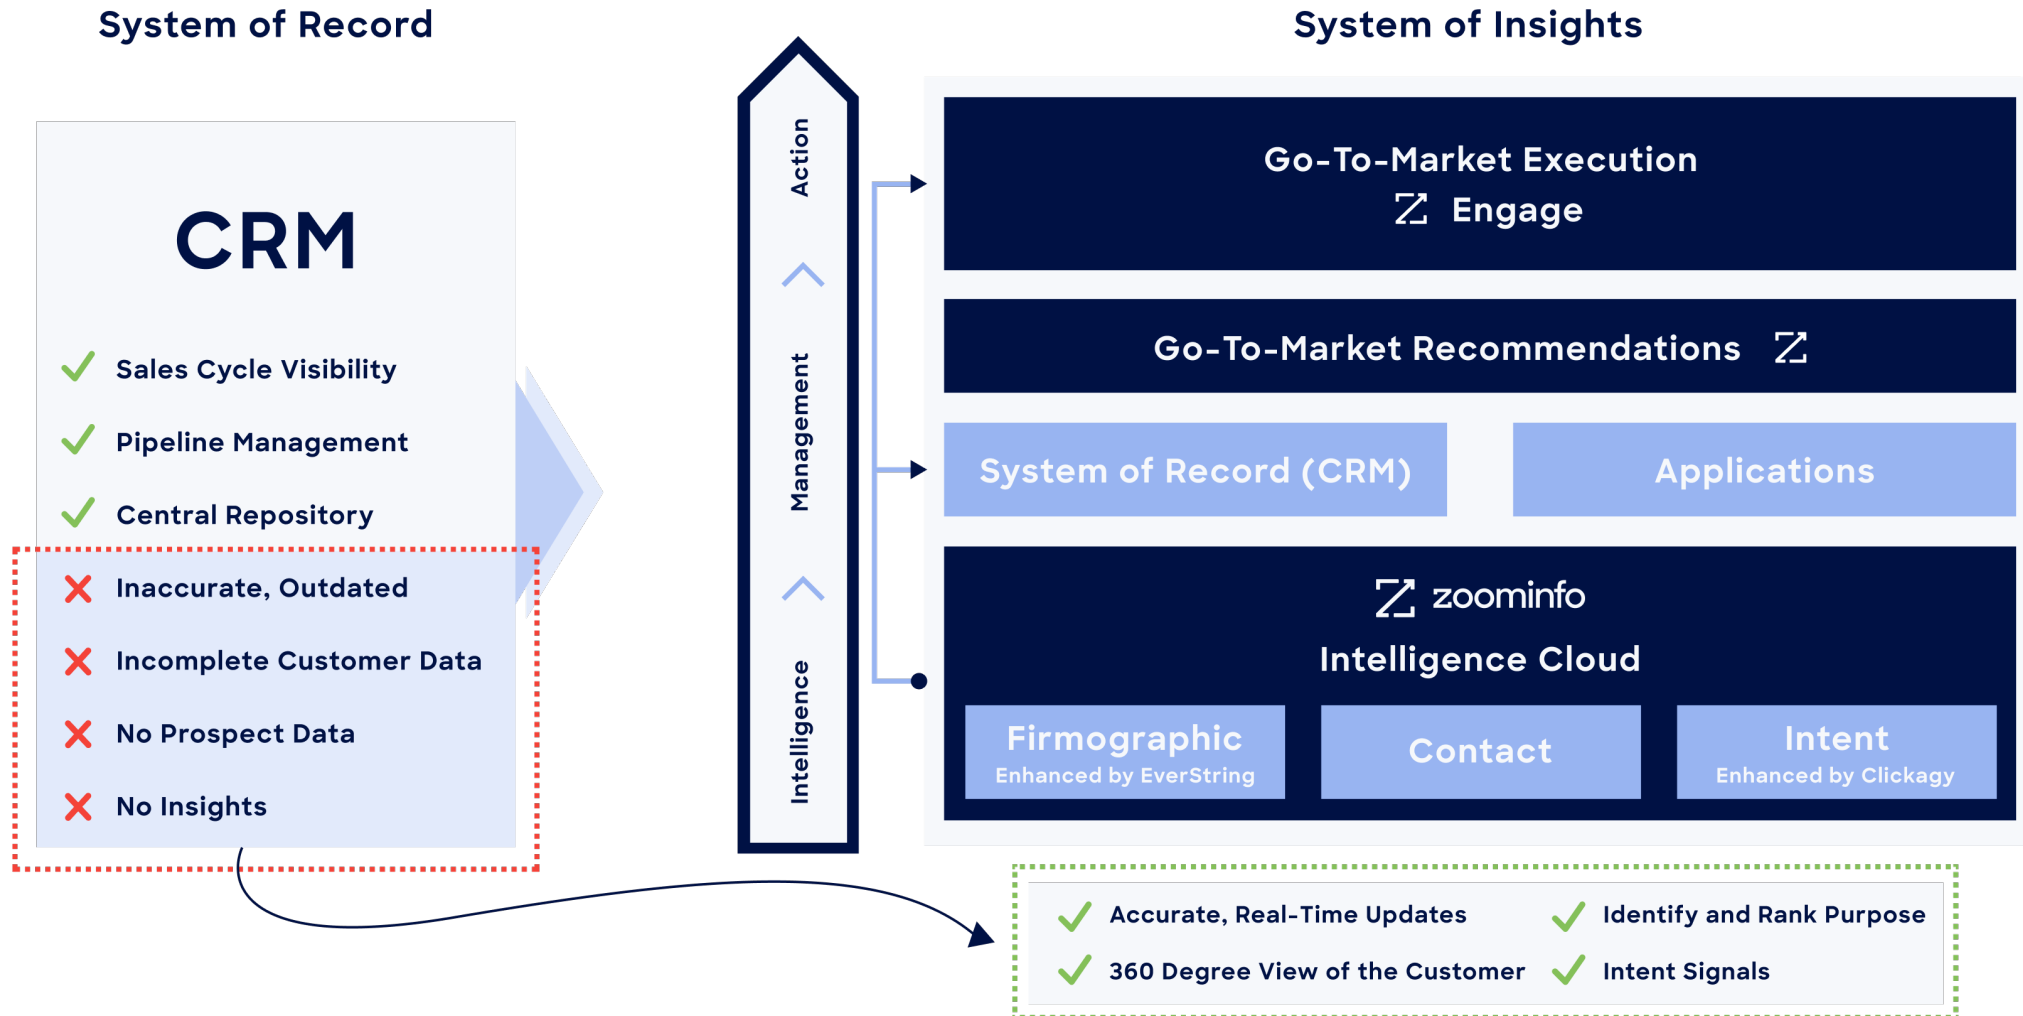 System of Record
CRM
Sales Cycle Visibility
Pipeline Management
Central Repository
Inaccurate, Outdated
Incomplete Customer Data
No Prospect Data
No Insights
Action
Management
Intelligence
System of Insights
Go-To-Market Execution
Engage
Go-To-Market Recommendations
System of Record (CRM)
Applications
zoominfo
Intelligence Cloud
Firmographic
Enhanced by EverString
Contact
Intent
Enhanced by Clickagy
Accurate, Real-Time Updates
Identify and Rank Purpose
360 Degree View of the Customer
Intent Signals